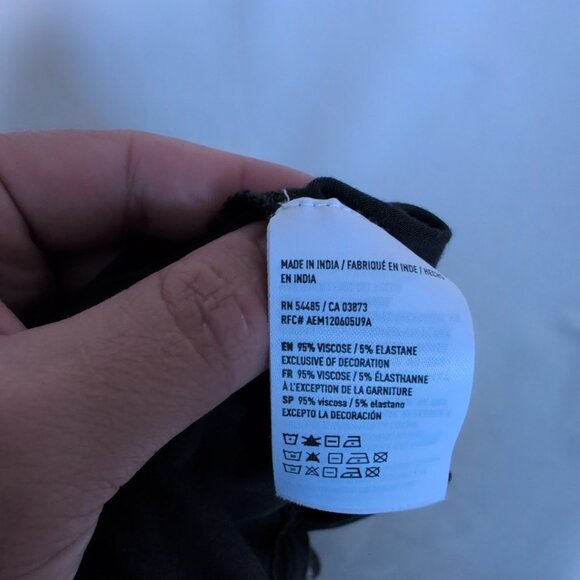 MADE IN INDIA / FABRIQUÉ EN INDE / HECHO
EN INDIA
RN 54485 / CA 03873
RFC# AEM120605U9A
EN 95% VISCOSE / 5% ELASTANE
EXCLUSIVE OF DECORATION
FR 95% VISCOSE / 5% ÉLASTHANNE
À L'EXCEPTION DE LA GARNITURE
SP 95% viscosa / 5% elastano
EXCEPTO LA DECORACIÓN